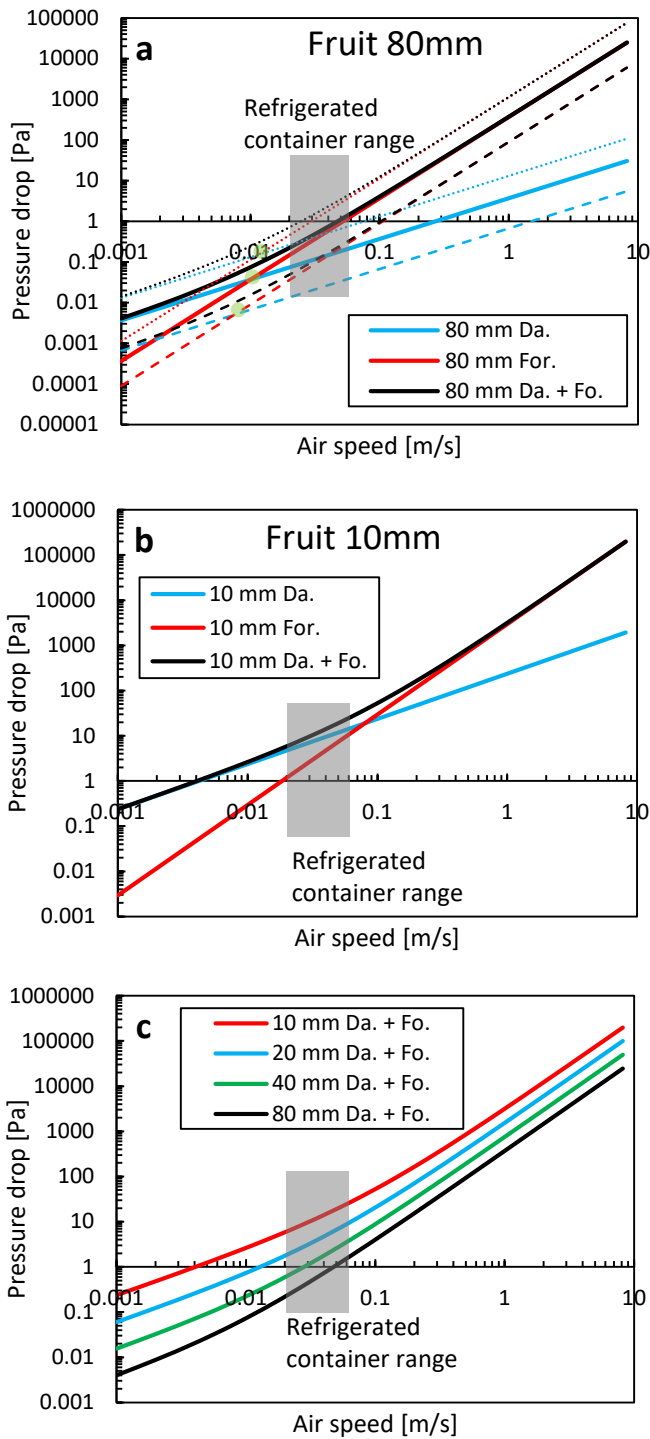 a
Fruit 80mm
Pressure drop [Pa]
100000
10000
1000
100
10
1
0.1
0.01
0.001
0.0001
0.00001
Refrigerated
container range
0.001
0.01
0.1
1
10
80 mm Da.
80 mm For.
80 mm Da. + Fo.
Air speed [m/s]
b
Fruit 10mm
Pressure drop [Pa]
1000000
100000
10000
1000
100
10
1
0.1
0.01
0.001
10 mm Da.
10 mm For.
10 mm Da. + Fo.
0.001
0.01
0.1
1
10
Refrigerated
container range
Air speed [m/s]
c
Pressure drop [Pa]
1000000
100000
10000
1000
100
10
1
0.1
0.01
0.001
10 mm Da. + Fo.
20 mm Da. + Fo.
40 mm Da. + Fo.
80 mm Da. + Fo.
0.001
0.01
0.1
1
10
Refrigerated
container range
Air speed [m/s]